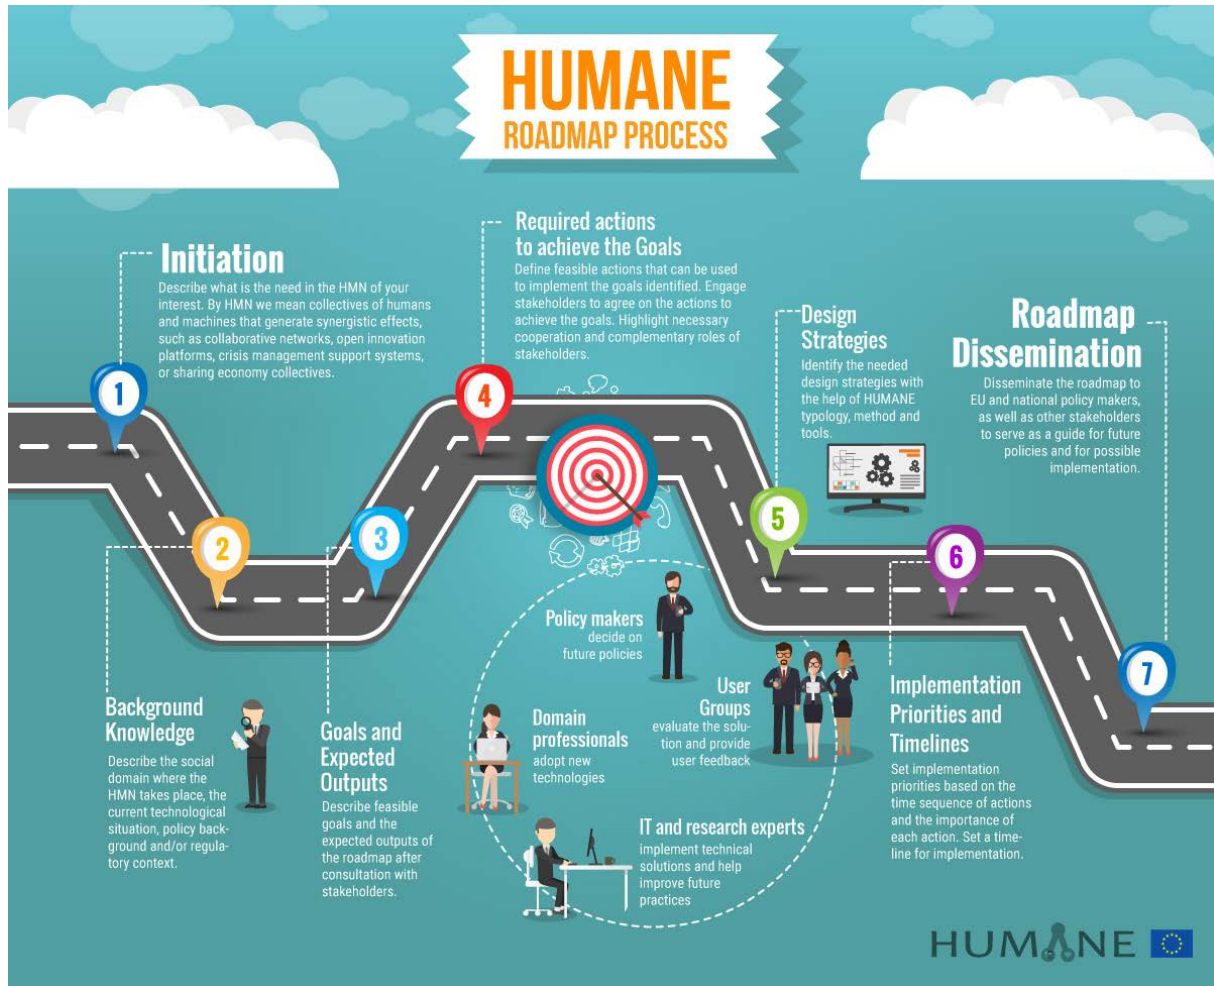 HUMANE
ROADMAP PROCESS
1
Initiation
Describe what is the need in the HMN of your
interest. By HMN we mean collectives of humans
and machines that generate synergistic effects,
such as collaborative networks, open innovation
platforms, crisis management support systems,
or sharing economy collectives.
2
Background
Knowledge
Describe the social
domain where the
HMN takes place, the
current technological
situation, policy back-
ground and/or regula-
tory context.
3
Goals and
Expected
Outputs
Describe feasible
goals and the
expected outputs of
the roadmap after
consultation with
stakeholders.
4
Required actions
to achieve the Goals
Define feasible actions that can be used
to implement the goals identified. Engage
stakeholders to agree on the actions to
achieve the goals. Highlight necessary
cooperation and complementary roles of
stakeholders.
Policy makers
decide on
future policies
User
Groups
evaluate the solu-
tion and provide
user feedback
Domain
professionals
adopt new
technologies
IT and research experts
implement technical
solutions and help
improve future
practices
5
Design
Strategies
Identify the needed
design strategies with
the help of HUMANE
typology, method and
tools.
6
Implementation
Priorities and
Timelines
Set implementation
priorities based on the
time sequence of actions
and the importance of
each action. Set a time-
line for implementation.
7
Roadmap
Dissemination
Disseminate the roadmap to
EU and national policy makers,
as well as other stakeholders
to serve as a guide for future
policies and for possible
implementation.
HUMANE